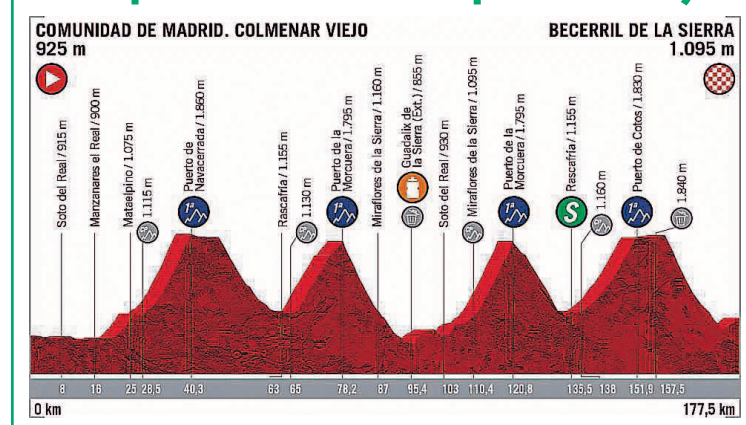 COMUNIDAD DE MADRID. COLMENAR VIEJO
925 m
BECERRIL DE LA SIERRA
1.095 m
Soto del Real / 915 m
Manzanares el Real / 900 m
Mataelpino / 1.075 m
1.115 m
Puerto de
Navacerrada / 1.860 m
1ª
Rascafría / 1.155 m
1.130 m
Puerto de la
Morcuera / 1.795 m
1ª
Miraflores de la Sierra / 1.160 m
Guadalix de
la Sierra (Ext.) / 855 m
Soto del Real / 930 m
Miraflores de la Sierra / 1.095 m
Puerto de la
Morcuera / 1.795 m
1ª
Rascafría / 1.155 m
S
1.160 m
Puerto de Cotos / 1.830 m
1ª
1.840 m
8 16 25 28,5 40,3 63 65 78,2 87 95,4 103 110,4 120,8 135,5 138 151,9 157,5
0 km
177,5 km